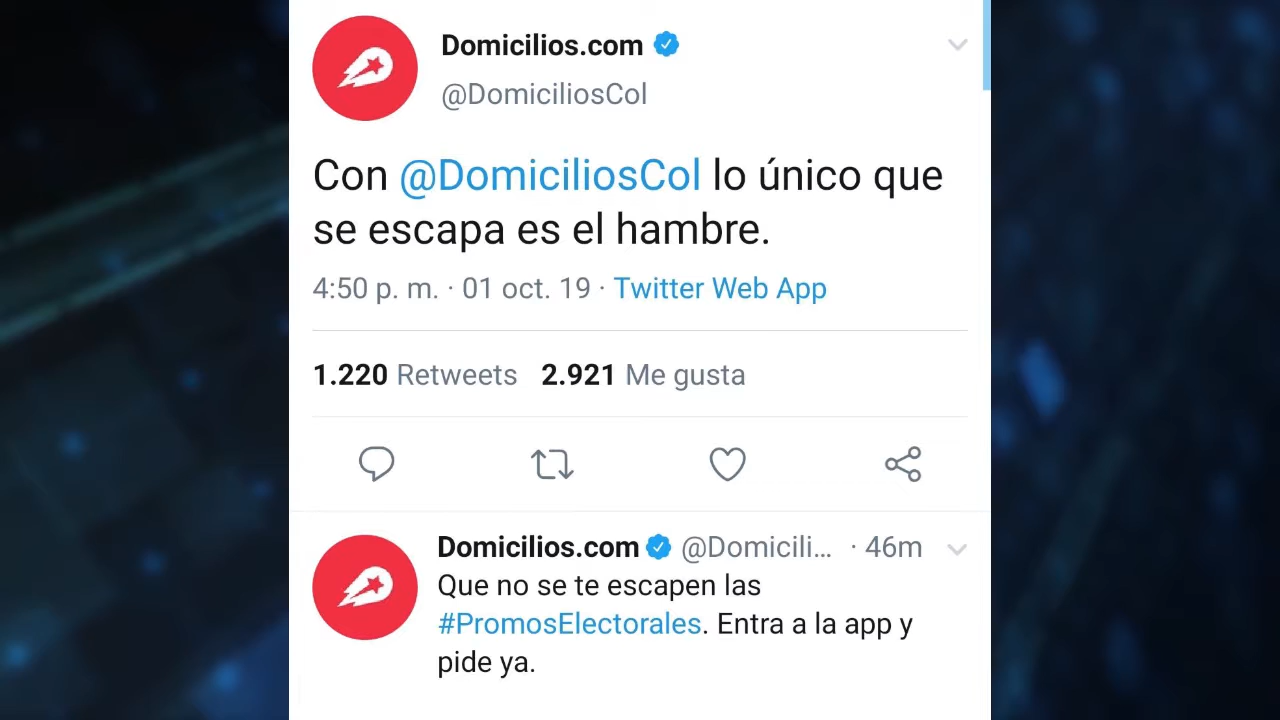 Domicilios.com
@DomiciliosCol
Con @DomiciliosCol lo único que
se escapa es el hambre.
4:50 p. m. · 01 oct. 19 · Twitter Web App
1.220 Retweets 2.921 Me gusta
Domicilios.com @Domicili... · 46m
Que no se te escapen las
#PromosElectorales. Entra a la app y
pide ya.